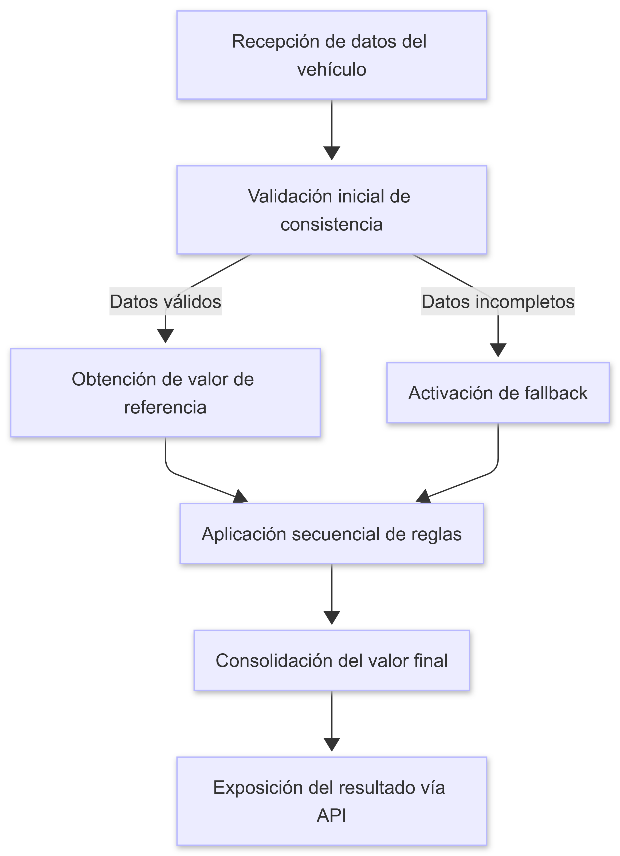 Recepción de datos del
vehículo
Validación inicial de
consistencia
Datos válidos
Datos incompletos
Obtención de valor de
referencia
Activación de fallback
Aplicación secuencial de reglas
Consolidación del valor final
Exposición del resultado vía
API